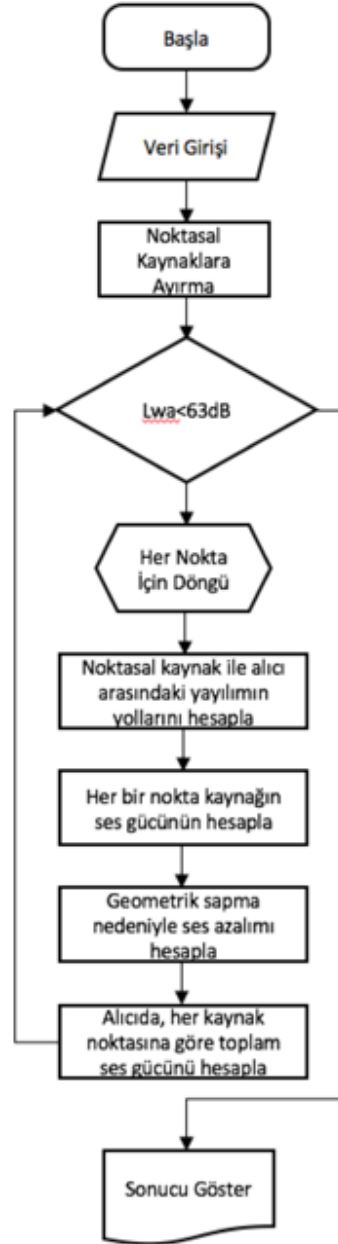 Başla
Veri Girişi
Noktasal
Kaynaklara
Ayırma
Lwa<63dB
Her Nokta
İçin Döngü
Noktasal kaynak ile alıcı
arasındaki yayılımın
yollarını hesapla
Her bir nokta kaynağın
ses gücünün hesapla
Geometrik sapma
nedeniyle ses azalımı
hesapla
Alıcıda, her kaynak
noktasına göre toplam
ses gücünü hesapla
Sonucu Göster